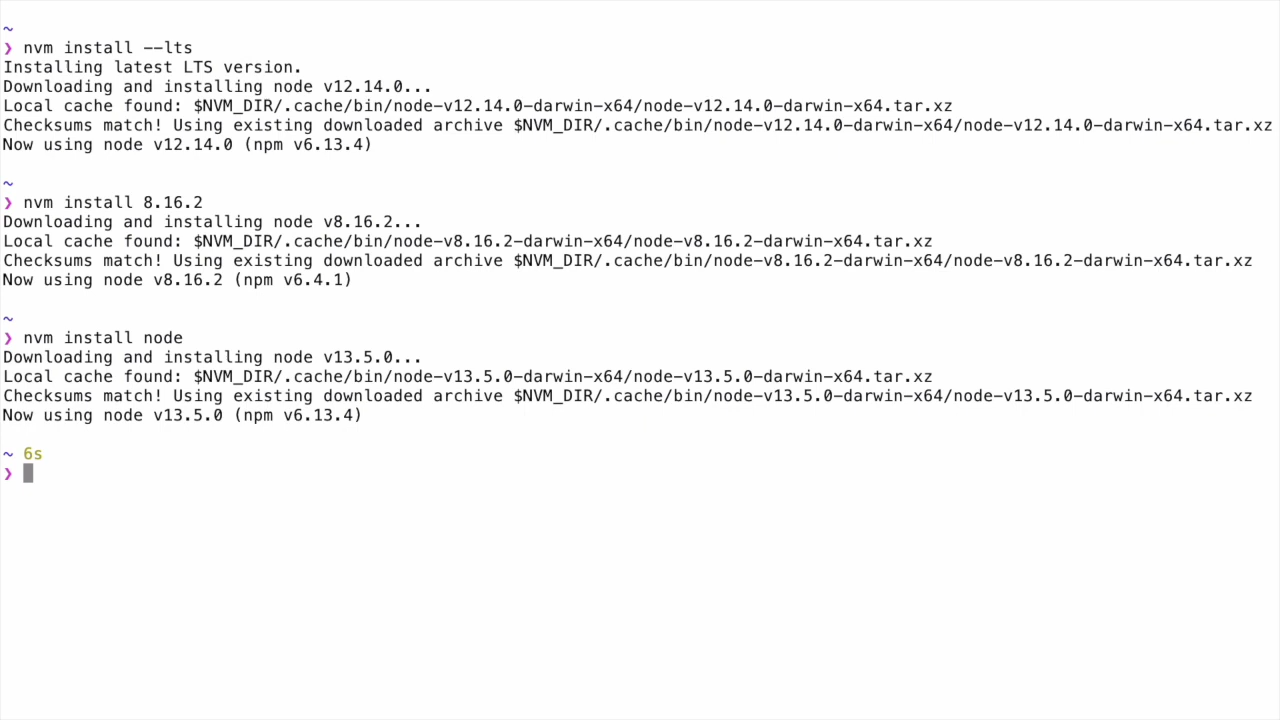 ~
❯ nvm install --lts
Installing latest LTS version.
Downloading and installing node v12.14.0...
Local cache found: $NVM_DIR/.cache/bin/node-v12.14.0-darwin-x64/node-v12.14.0-darwin-x64.tar.xz
Checksums match! Using existing downloaded archive $NVM_DIR/.cache/bin/node-v12.14.0-darwin-x64/node-v12.14.0-darwin-x64.tar.xz
Now using node v12.14.0 (npm v6.13.4)
~
❯ nvm install 8.16.2
Downloading and installing node v8.16.2...
Local cache found: $NVM_DIR/.cache/bin/node-v8.16.2-darwin-x64/node-v8.16.2-darwin-x64.tar.xz
Checksums match! Using existing downloaded archive $NVM_DIR/.cache/bin/node-v8.16.2-darwin-x64/node-v8.16.2-darwin-x64.tar.xz
Now using node v8.16.2 (npm v6.4.1)
~
❯ nvm install node
Downloading and installing node v13.5.0...
Local cache found: $NVM_DIR/.cache/bin/node-v13.5.0-darwin-x64/node-v13.5.0-darwin-x64.tar.xz
Checksums match! Using existing downloaded archive $NVM_DIR/.cache/bin/node-v13.5.0-darwin-x64/node-v13.5.0-darwin-x64.tar.xz
Now using node v13.5.0 (npm v6.13.4)
~ 6s
❯